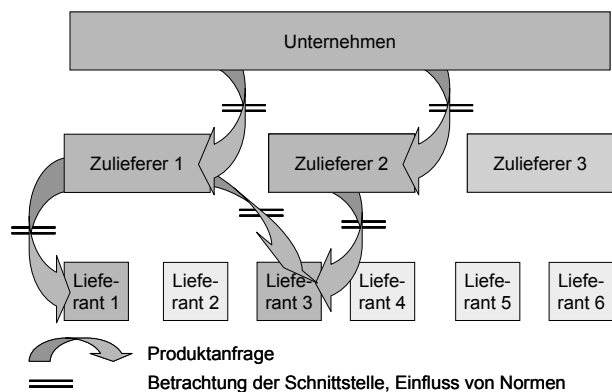 Unternehmen
Zulieferer 1
Zulieferer 2
Zulieferer 3
Liefe-
rant 1
Liefe-
rant 2
Liefe-
rant 3
Liefe-
rant 4
Liefe-
rant 5
Liefe-
rant 6
Produktanfrage
Betrachtung der Schnittstelle, Einfluss von Normen